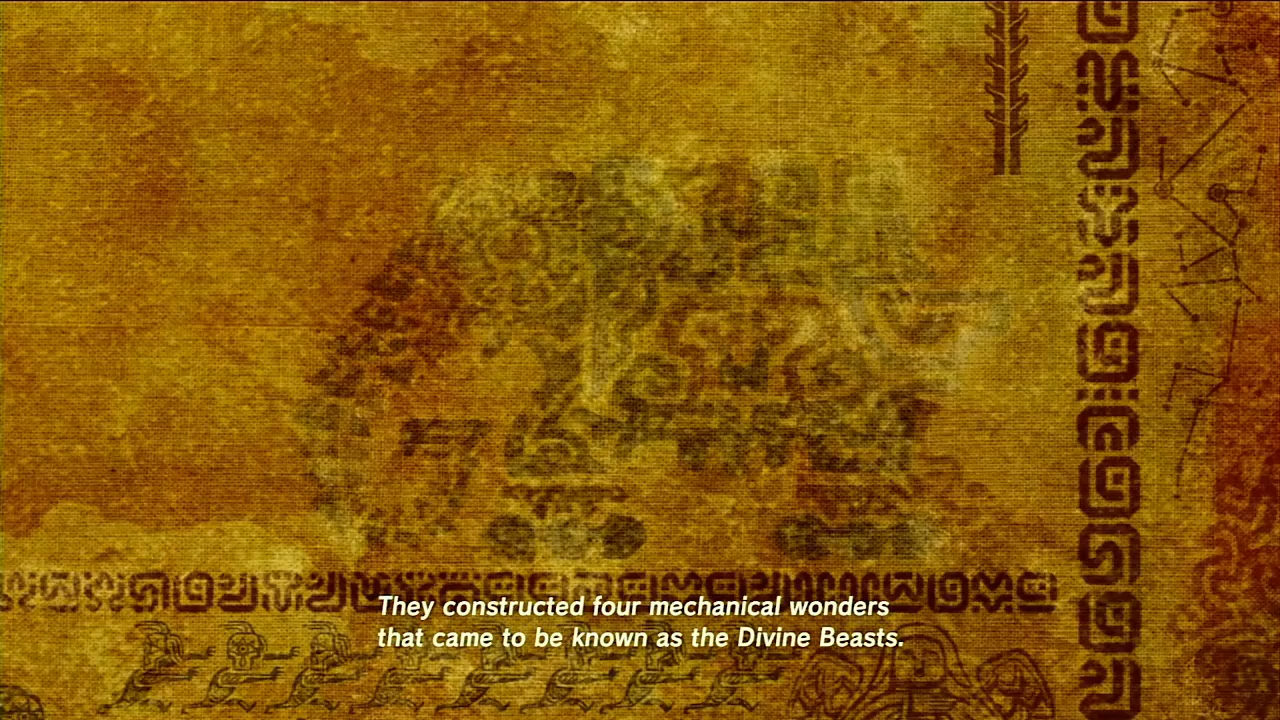 They constructed four mechanical wonders
that came to be known as the Divine Beasts.